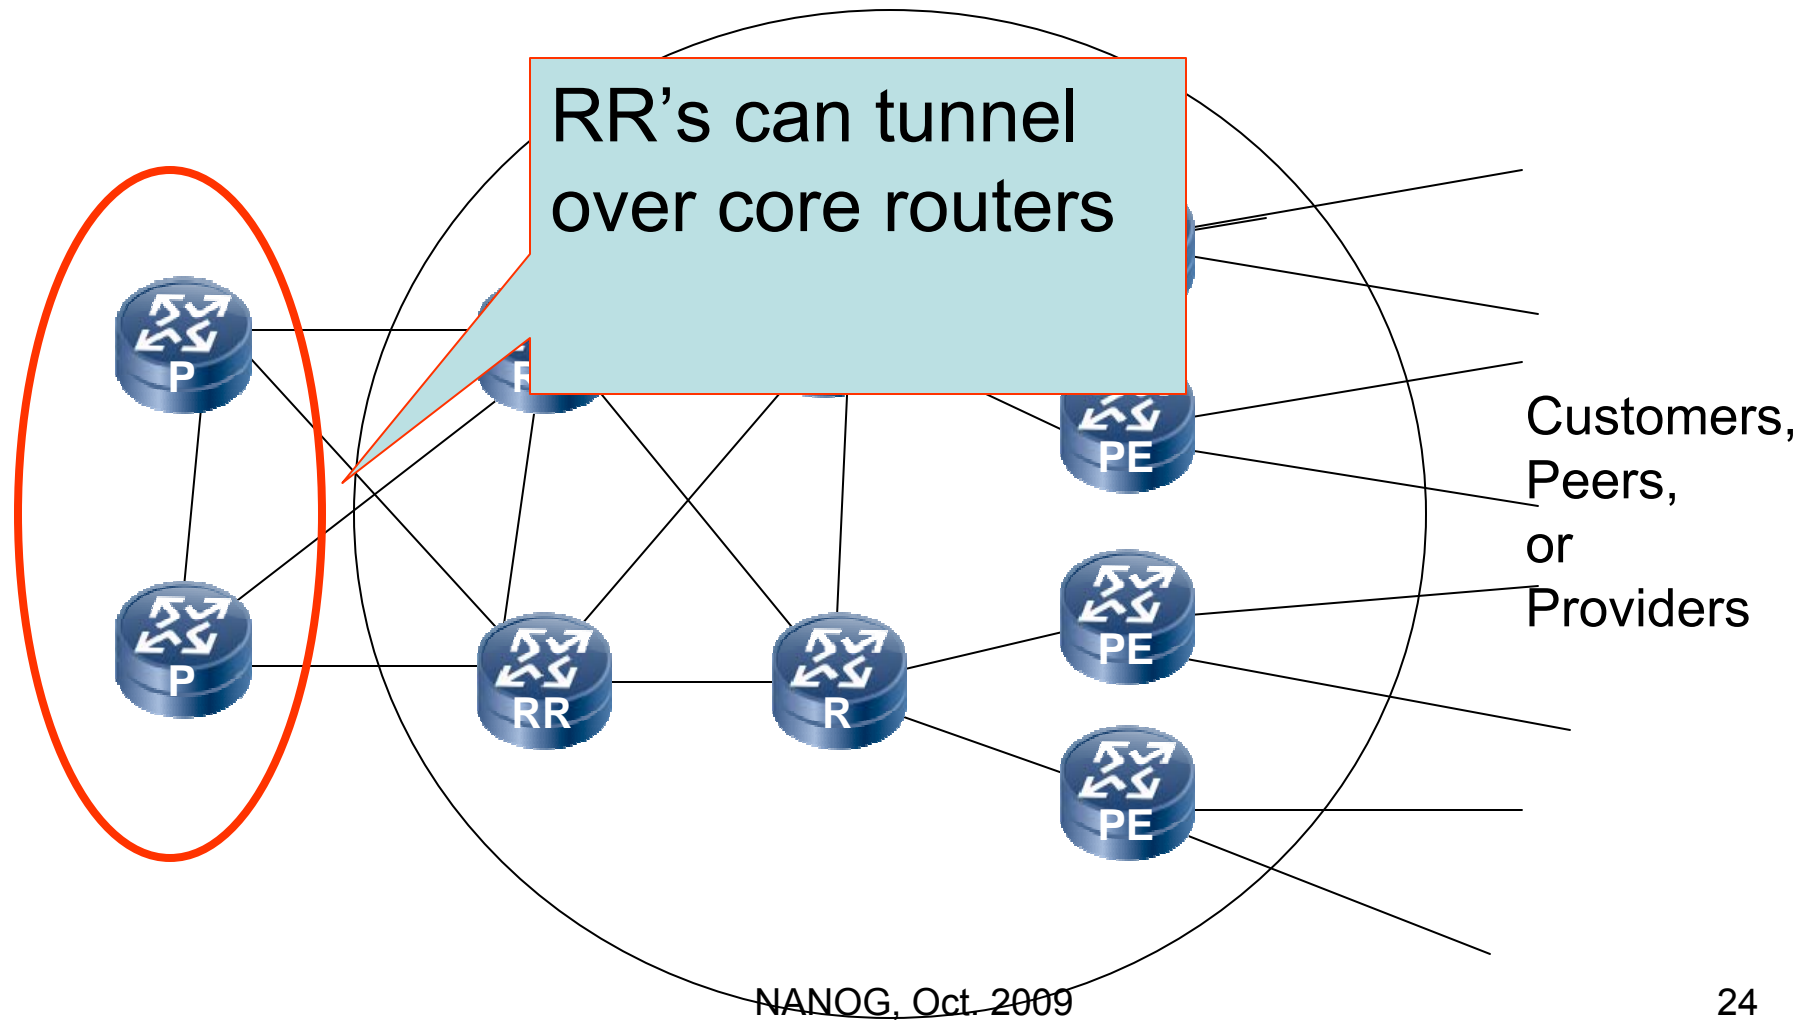 RR’s can tunnel
over core routers
P
PE
Customers,
Peers,
or
Providers
PE
P
RR
R
PE
NANOG, Oct. 2009
24